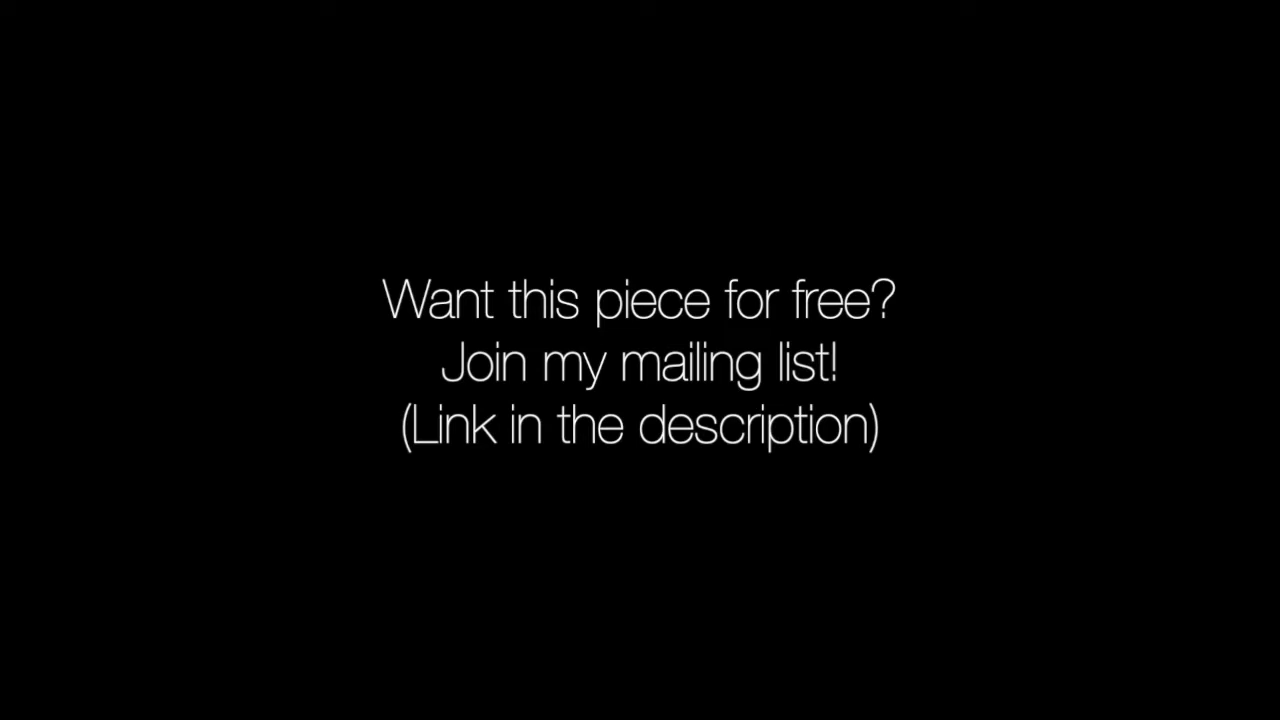 Want this piece for free?
Join my mailing list!
(Link in the description)